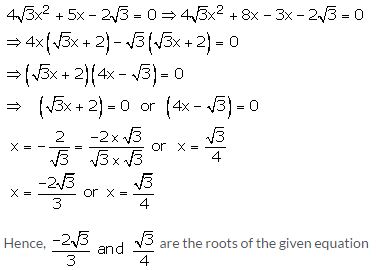 4√3x² + 5x − 2√3 = 0 ⇒ 4√3x² + 8x − 3x − 2√3 = 0
⇒ 4x(√3x + 2) − √3(√3x + 2) = 0
⇒ (√3x + 2)(4x − √3) = 0
⇒ (√3x + 2) = 0 or (4x − √3) = 0
x = −2/√3 = (−2 × √3)/(√3 × √3) or x = √3/4
x = −2√3/3 or x = √3/4
Hence, −2√3/3 and √3/4 are the roots of the given equation